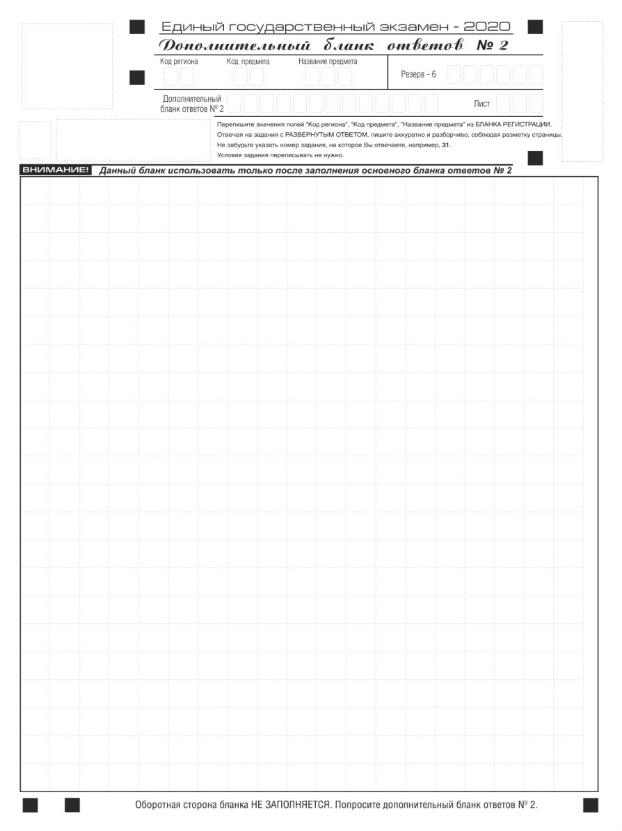 Единый государственный экзамен - 2020
Дополнительный бланк ответов № 2
Код региона Код предмета Название предмета
Резерв - 6
Дополнительный
бланк ответов № 2
Лист
Перепишите значения полей "Код региона", "Код предмета", "Название предмета" из БЛАНКА РЕГИСТРАЦИИ.
Отвечая на задания с РАЗВЕРНУТЫМ ОТВЕТОМ, пишите аккуратно и разборчиво, соблюдая разметку страницы.
Не забудьте указать номер задания, на которое Вы отвечаете, например, 31.
Условия задания переписывать не нужно.
ВНИМАНИЕ! Данный бланк использовать только после заполнения основного бланка ответов № 2
Оборотная сторона бланка НЕ ЗАПОЛНЯЕТСЯ. Попросите дополнительный бланк ответов № 2.